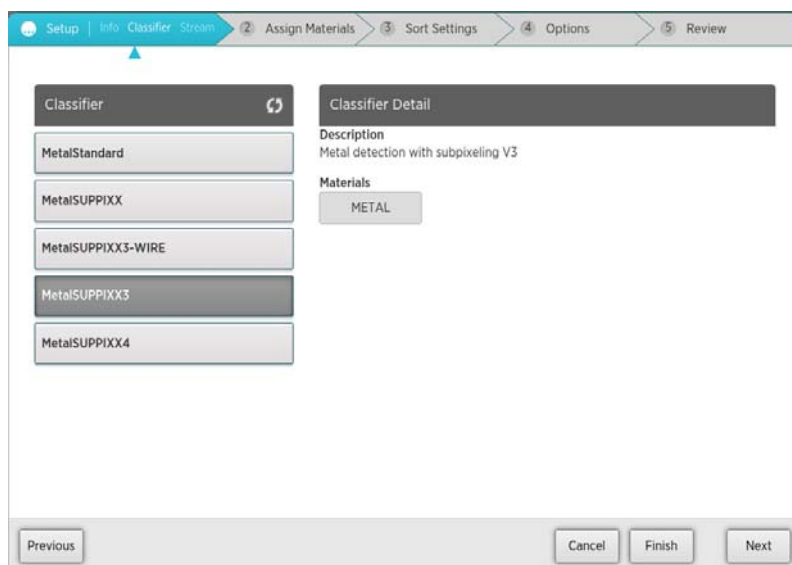 Setup | Info Classifier Stream 2 Assign Materials 3 Sort Settings 4 Options 5 Review
Classifier
MetalStandard
MetalSUPPIXX
MetalSUPPIXX3-WIRE
MetalSUPPIXX3
MetalSUPPIXX4
Classifier Detail
Description
Metal detection with subpixeling V3
Materials
METAL
Previous Cancel Finish Next